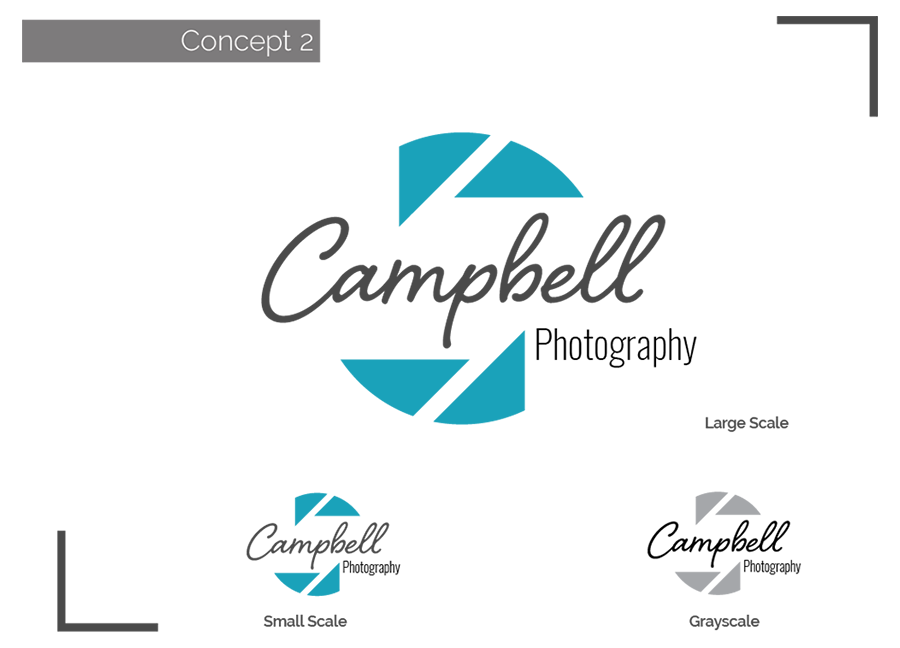 Concept 2
Campbell
Photography
Large Scale
Campbell
Photography
Small Scale
Campbell
Photography
Grayscale